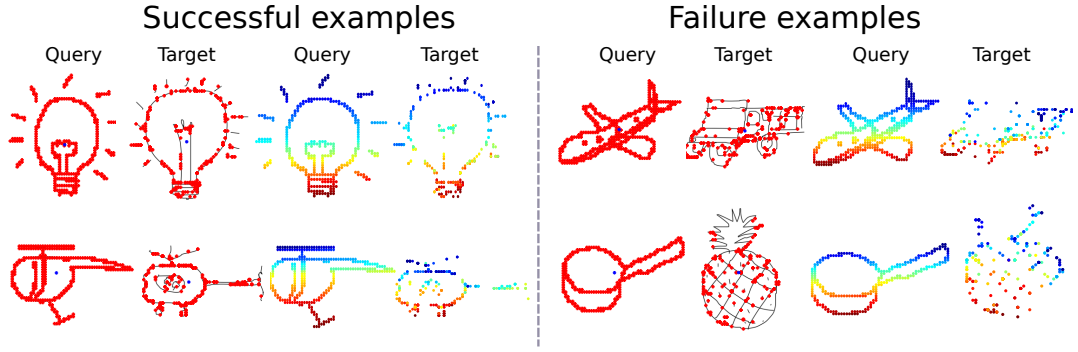 Successful examples
Failure examples
Query Target Query Target
Query Target Query Target